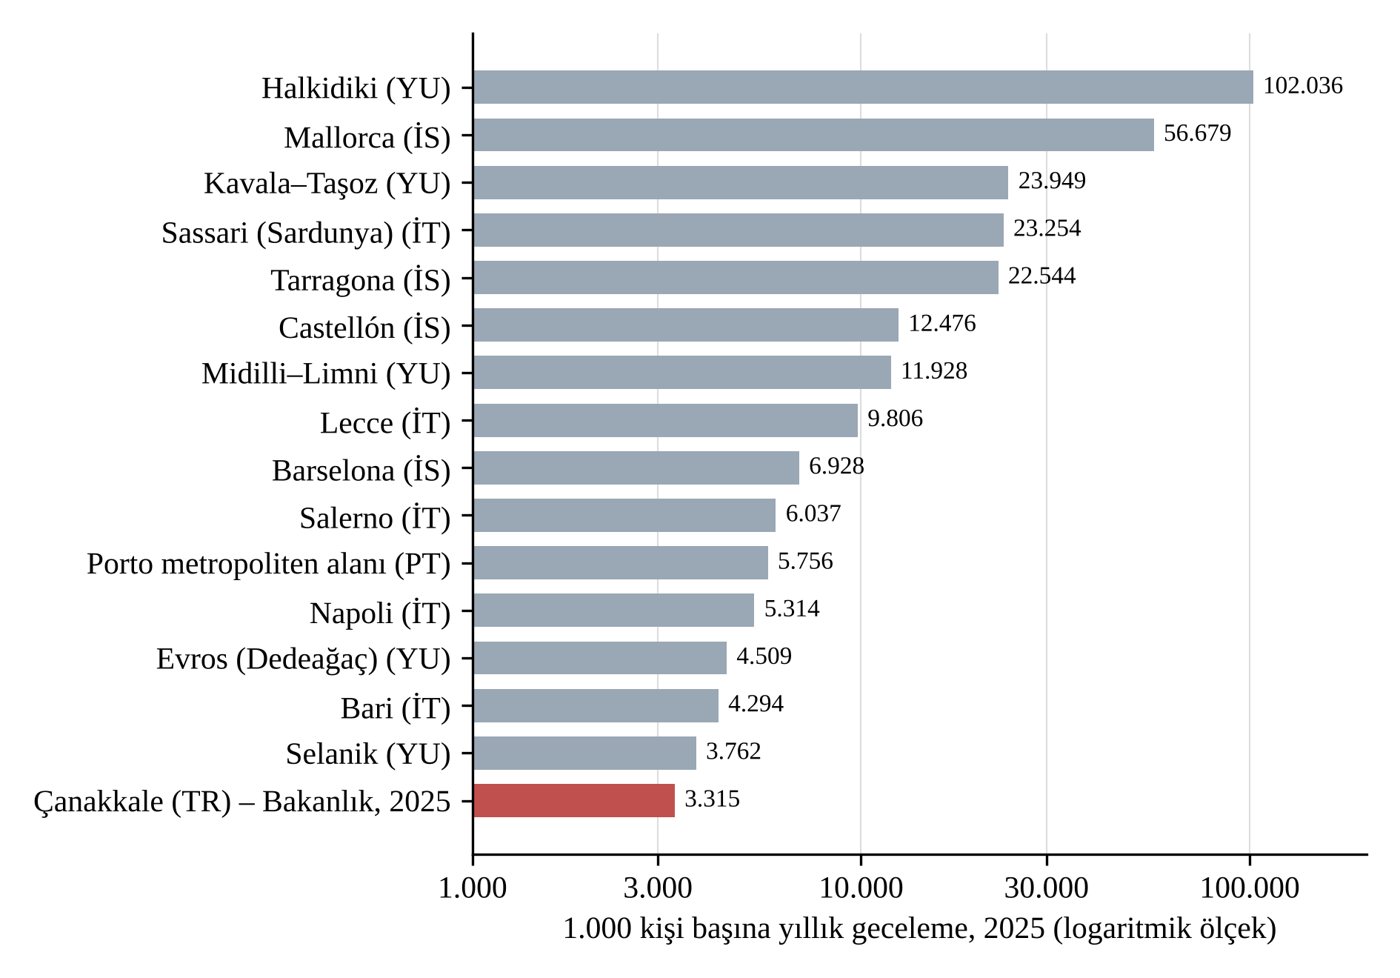 Halkidiki (YU) 102.036
Mallorca (İS) 56.679
Kavala–Taşoz (YU) 23.949
Sassari (Sardunya) (İT) 23.254
Tarragona (İS) 22.544
Castellón (İS) 12.476
Midilli–Limni (YU) 11.928
Lecce (İT) 9.806
Barselona (İS) 6.928
Salerno (İT) 6.037
Porto metropoliten alanı (PT) 5.756
Napoli (İT) 5.314
Evros (Dedeağaç) (YU) 4.509
Bari (İT) 4.294
Selanik (YU) 3.762
Çanakkale (TR) – Bakanlık, 2025 3.315
1.000 3.000 10.000 30.000 100.000
1.000 kişi başına yıllık geceleme, 2025 (logaritmik ölçek)